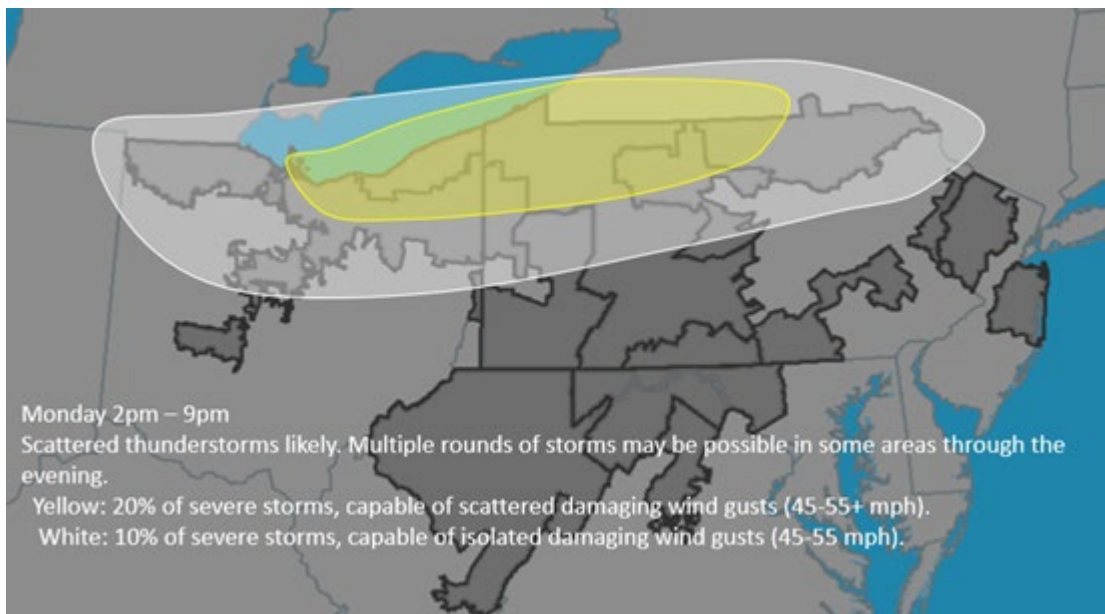 Monday 2pm – 9pm
Scattered thunderstorms likely. Multiple rounds of storms may be possible in some areas through the
evening.
Yellow: 20% of severe storms, capable of scattered damaging wind gusts (45-55+ mph).
White: 10% of severe storms, capable of isolated damaging wind gusts (45-55 mph).